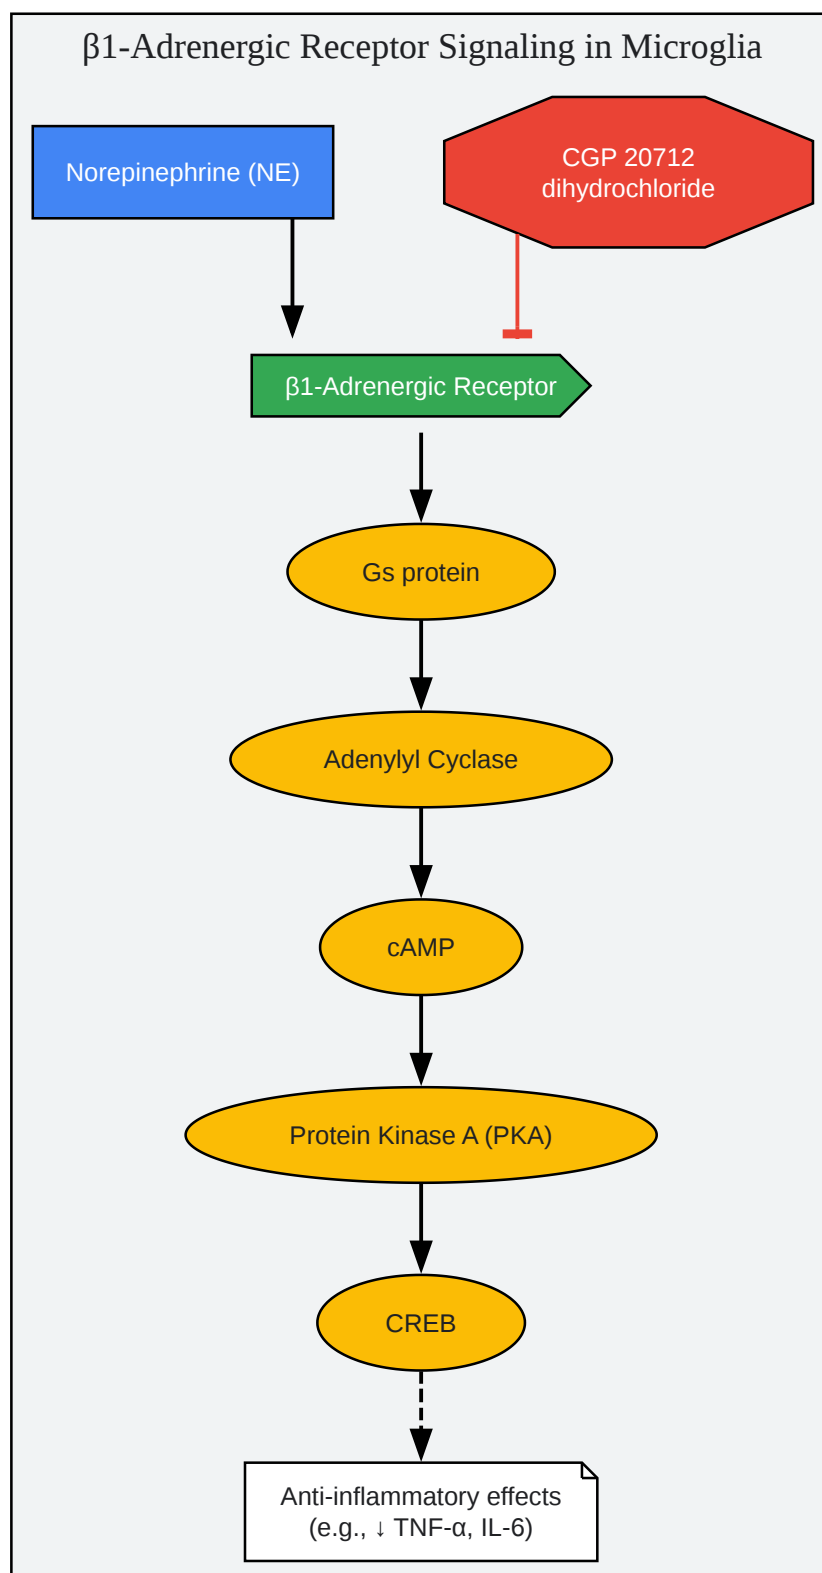 β1-Adrenergic Receptor Signaling in Microglia
Norepinephrine (NE)
CGP 20712
dihydrochloride
β1-Adrenergic Receptor
Gs protein
Adenylyl Cyclase
cAMP
Protein Kinase A (PKA)
CREB
Anti-inflammatory effects
(e.g., ↓ TNF-α, IL-6)